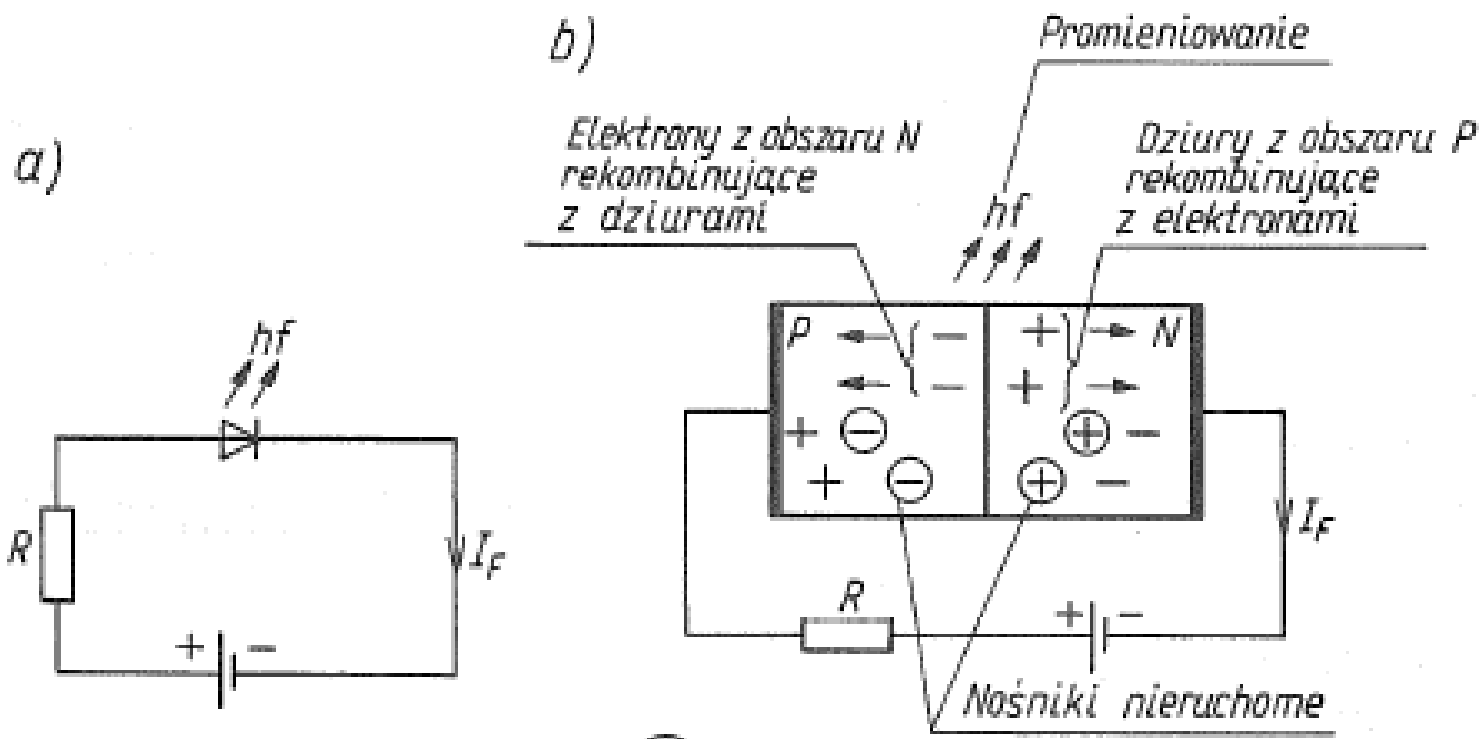 a)
hf
R
I_F
+ −
b)
Promieniowanie
Elektrony z obszaru N
rekombinujące
z dziurami
Dziury z obszaru P
rekombinujące
z elektronami
hf
P − + N
− +
+ − + −
+ − + −
I_F
R
+ −
Nośniki nieruchome